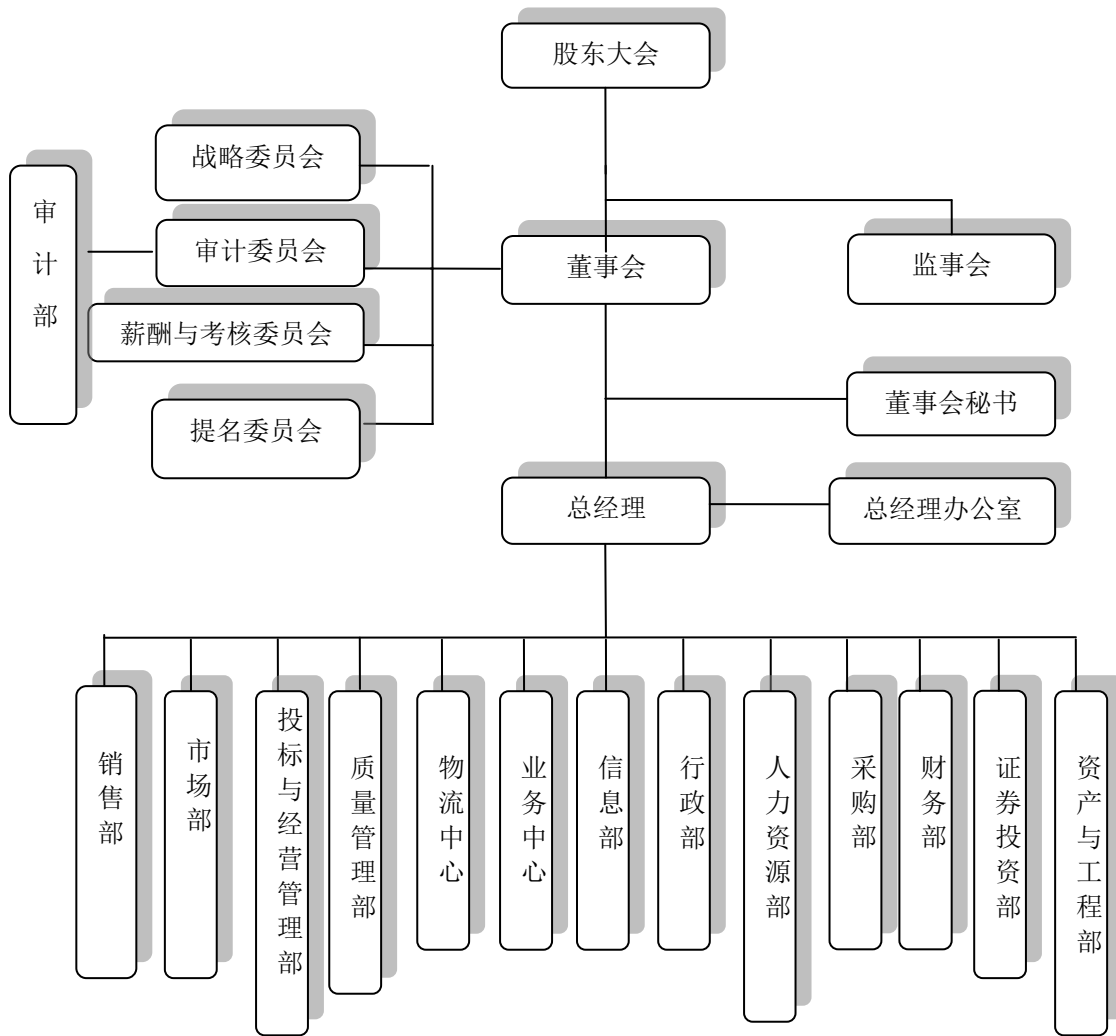 股东大会
战略委员会
审计部
审计委员会
董事会
监事会
薪酬与考核委员会
董事会秘书
提名委员会
总经理
总经理办公室
销售部
市场部
投标与经营管理部
质量管理部
物流中心
业务中心
信息部
行政部
人力资源部
采购部
财务部
证券投资部
资产与工程部